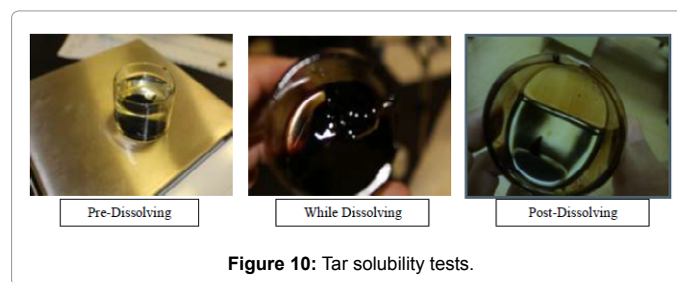 Pre-Dissolving
While Dissolving
Post-Dissolving
Figure 10: Tar solubility tests.